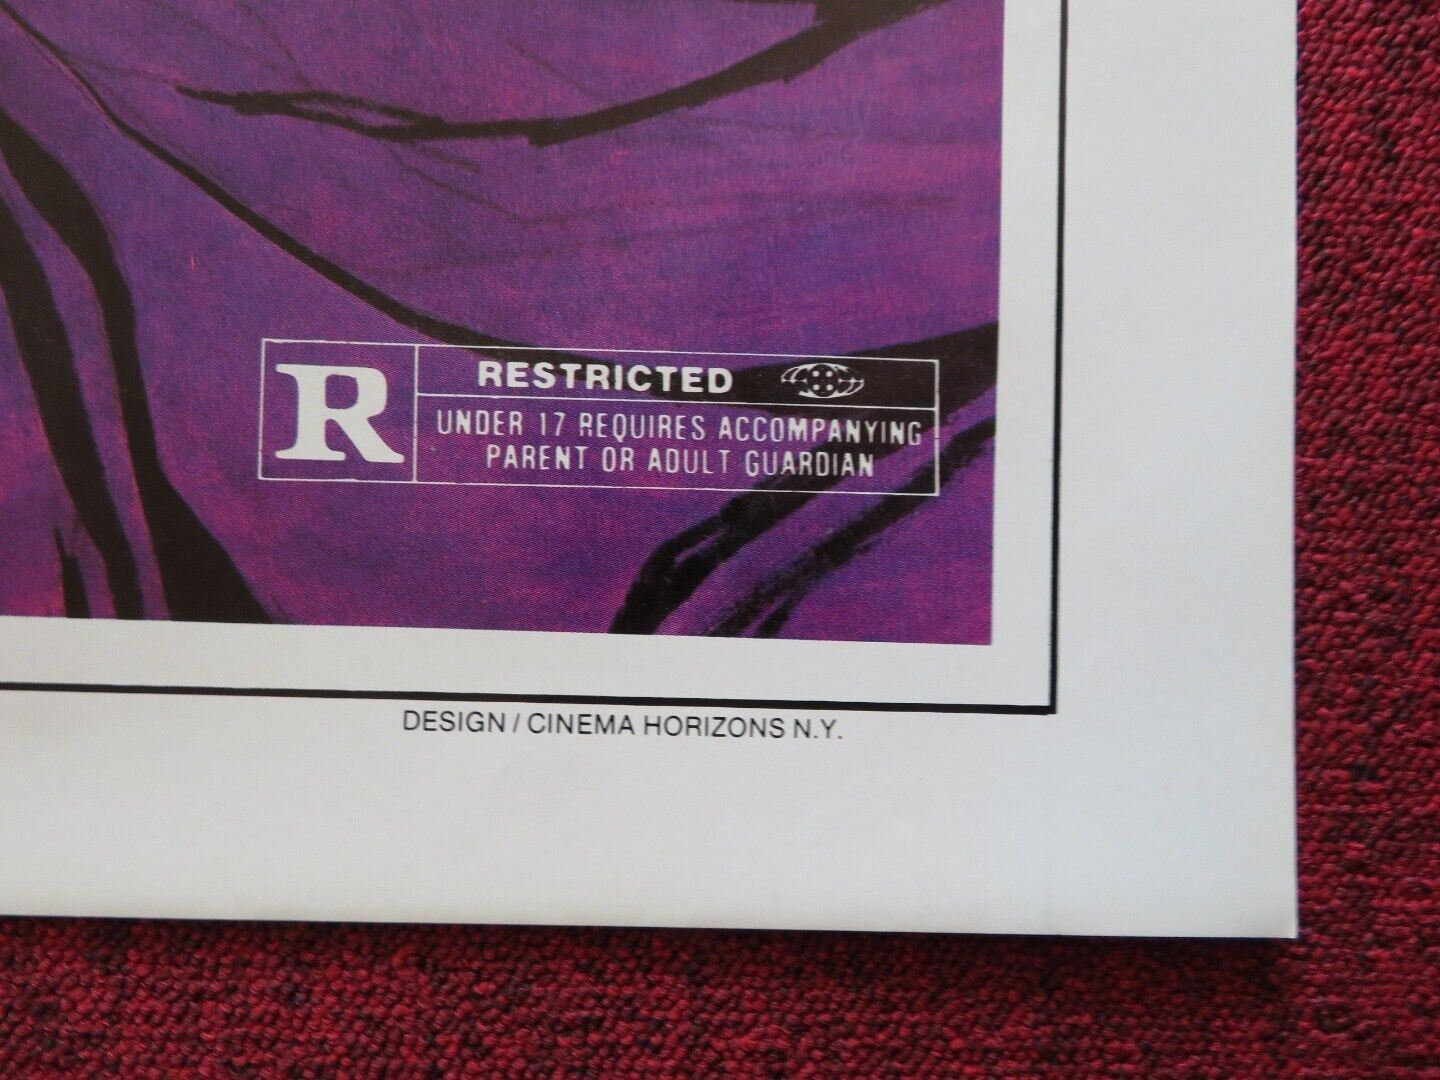 R
RESTRICTED
UNDER 17 REQUIRES ACCOMPANYING
PARENT OR ADULT GUARDIAN
DESIGN / CINEMA HORIZONS N.Y.